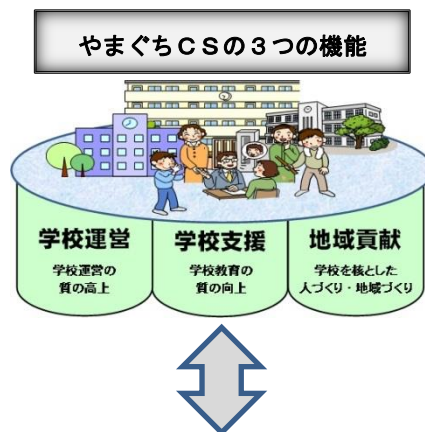 やまぐちＣＳの３つの機能
学校運営
学校運営の
質の高上
学校支援
学校教育の
質の向上
地域貢献
学校を核とした
人づくり・地域づくり